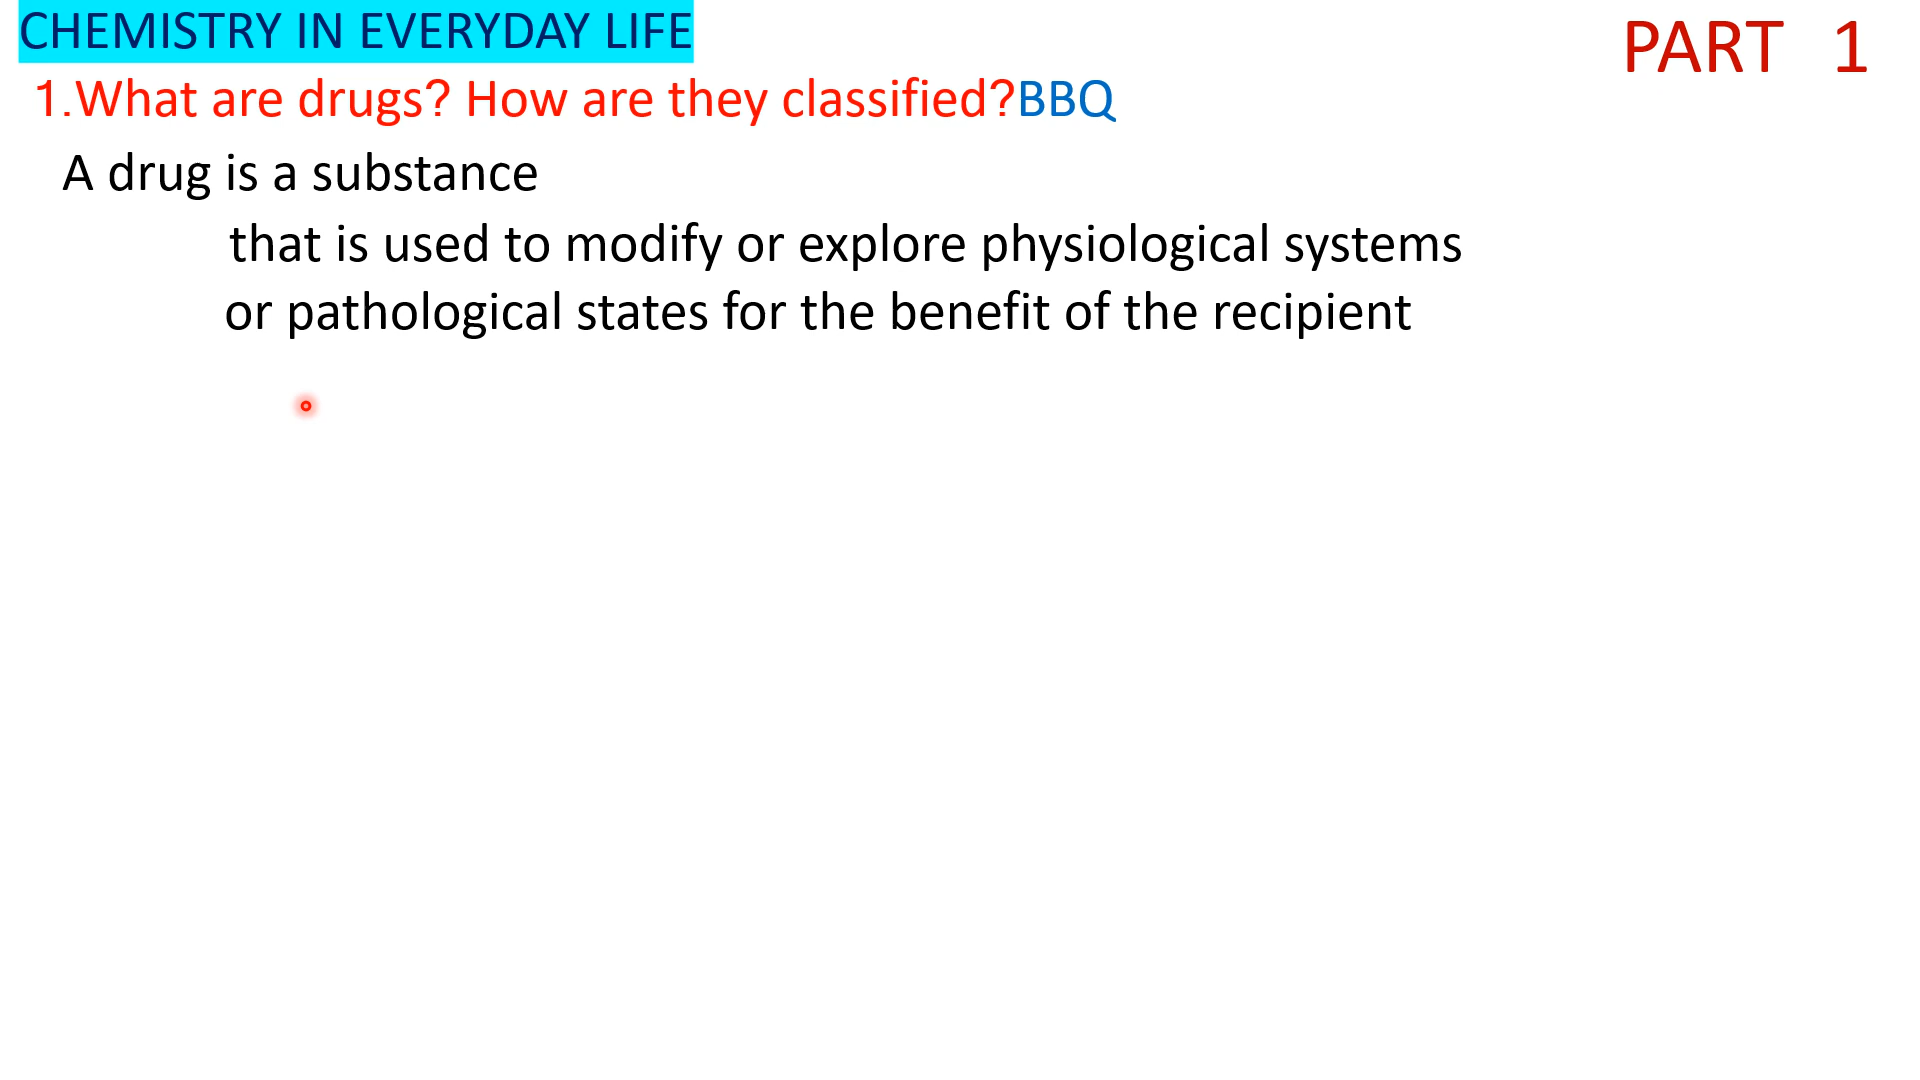 CHEMISTRY IN EVERYDAY LIFE
PART 1
1.What are drugs? How are they classified?BBQ
A drug is a substance
that is used to modify or explore physiological systems
or pathological states for the benefit of the recipient